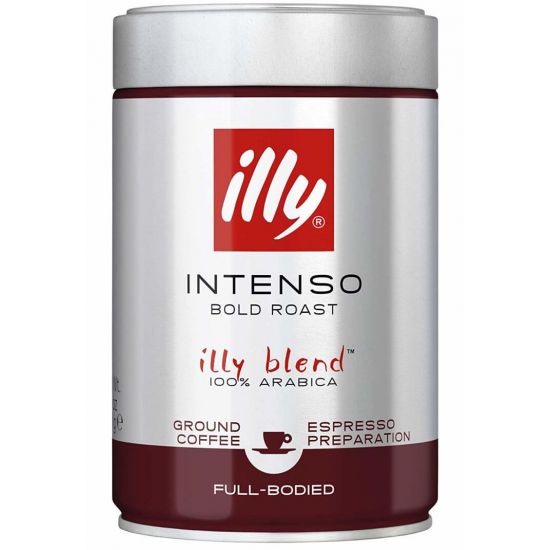 illy®
INTENSO
BOLD ROAST
illy blend™
100% ARABICA
GROUND COFFEE
ESPRESSO PREPARATION
FULL-BODIED